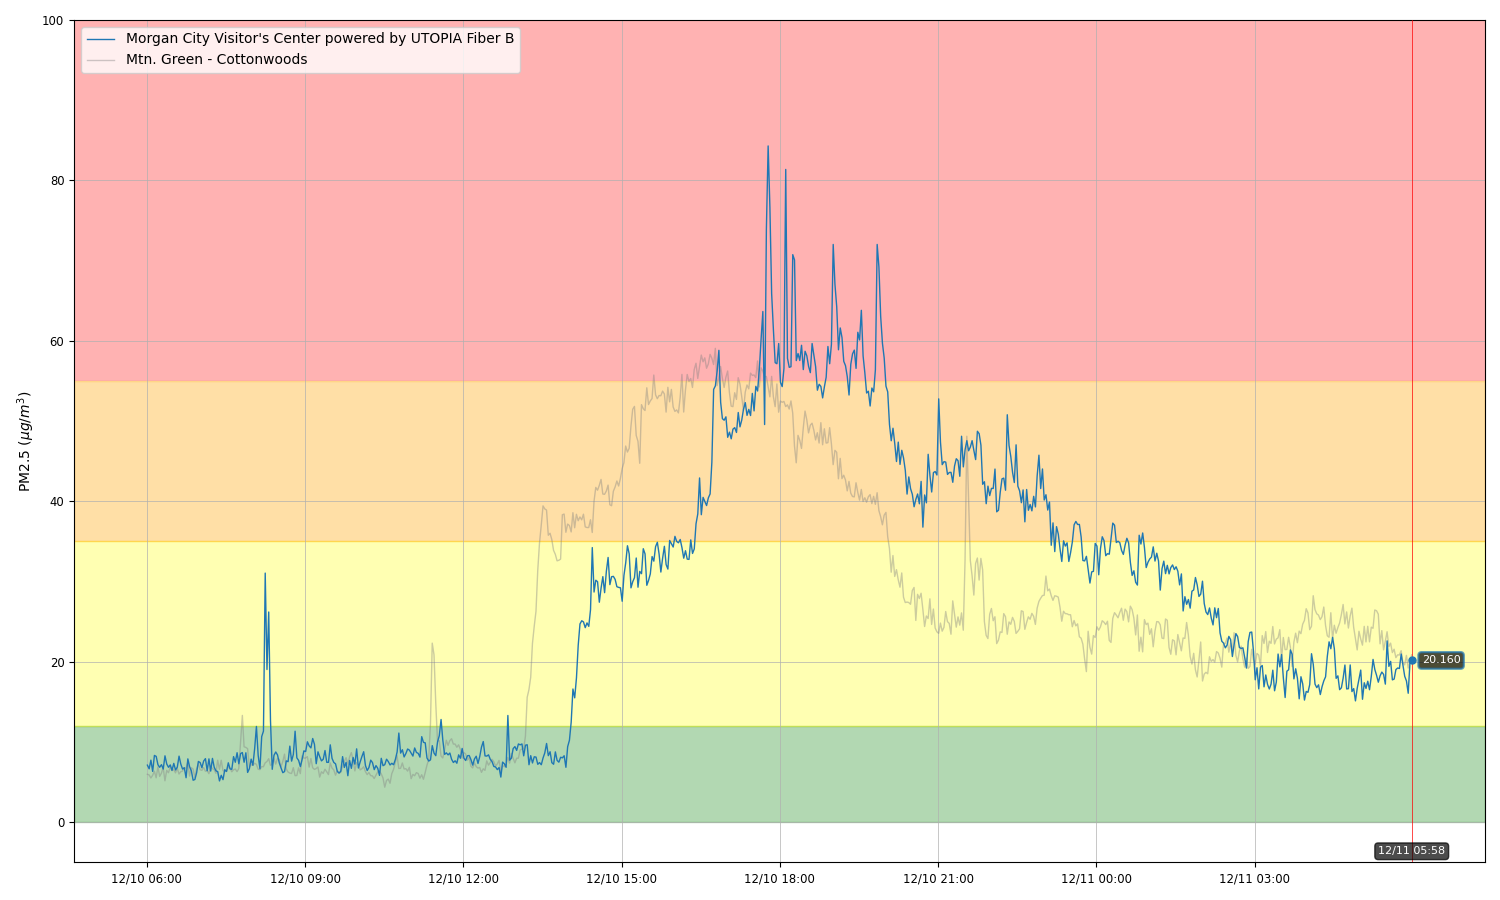 100
Morgan City Visitor's Center powered by UTOPIA Fiber B
Mtn. Green - Cottonwoods
80
60
PM2.5 (μg/m³)
40
20
20.160
0
12/11 05:58
12/10 06:00 12/10 09:00 12/10 12:00 12/10 15:00 12/10 18:00 12/10 21:00 12/11 00:00 12/11 03:00